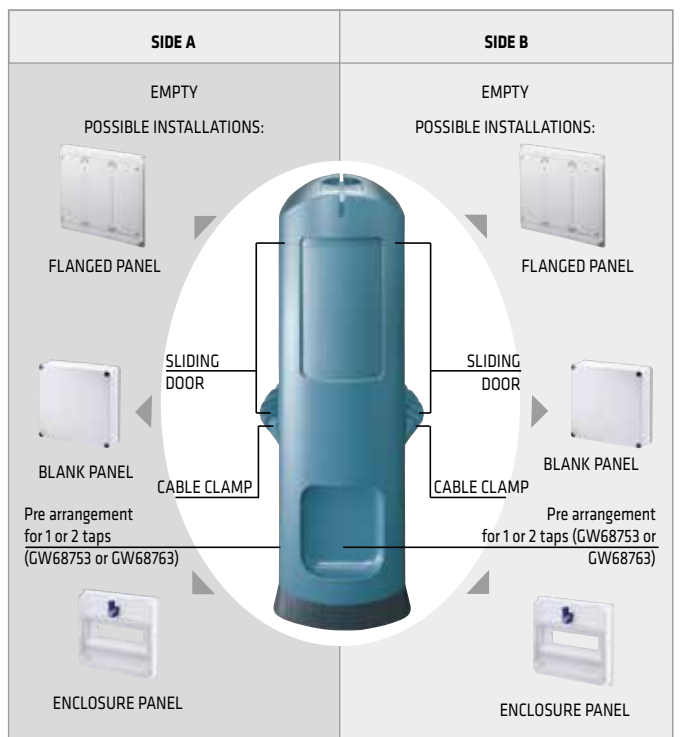 SIDE A
SIDE B
EMPTY
POSSIBLE INSTALLATIONS:
EMPTY
POSSIBLE INSTALLATIONS:
FLANGED PANEL
FLANGED PANEL
SLIDING
DOOR
SLIDING
DOOR
BLANK PANEL
BLANK PANEL
CABLE CLAMP
CABLE CLAMP
Pre arrangement
for 1 or 2 taps
(GW68753 or GW68763)
Pre arrangement
for 1 or 2 taps (GW68753 or
GW68763)
ENCLOSURE PANEL
ENCLOSURE PANEL